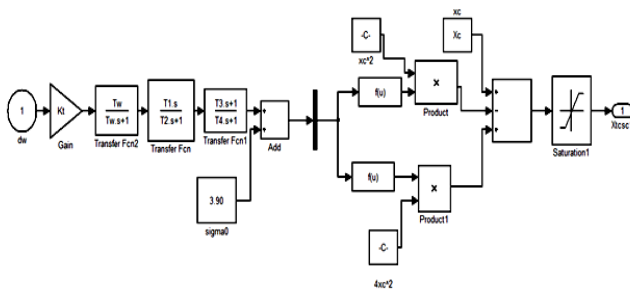 1
dw
Kt
Gain
Tw
Tw.s+1
Transfer Fcn2
T1.s
T2.s+1
Transfer Fcn
T3.s+1
T4.s+1
Transfer Fcn1
+
+
Add
3.90
sigma0
-C-
xc^2
f(u)
×
Product
xc
Xc
f(u)
×
Product1
-C-
4xc^2
+
−
+
Saturation1
1
Xtcsc